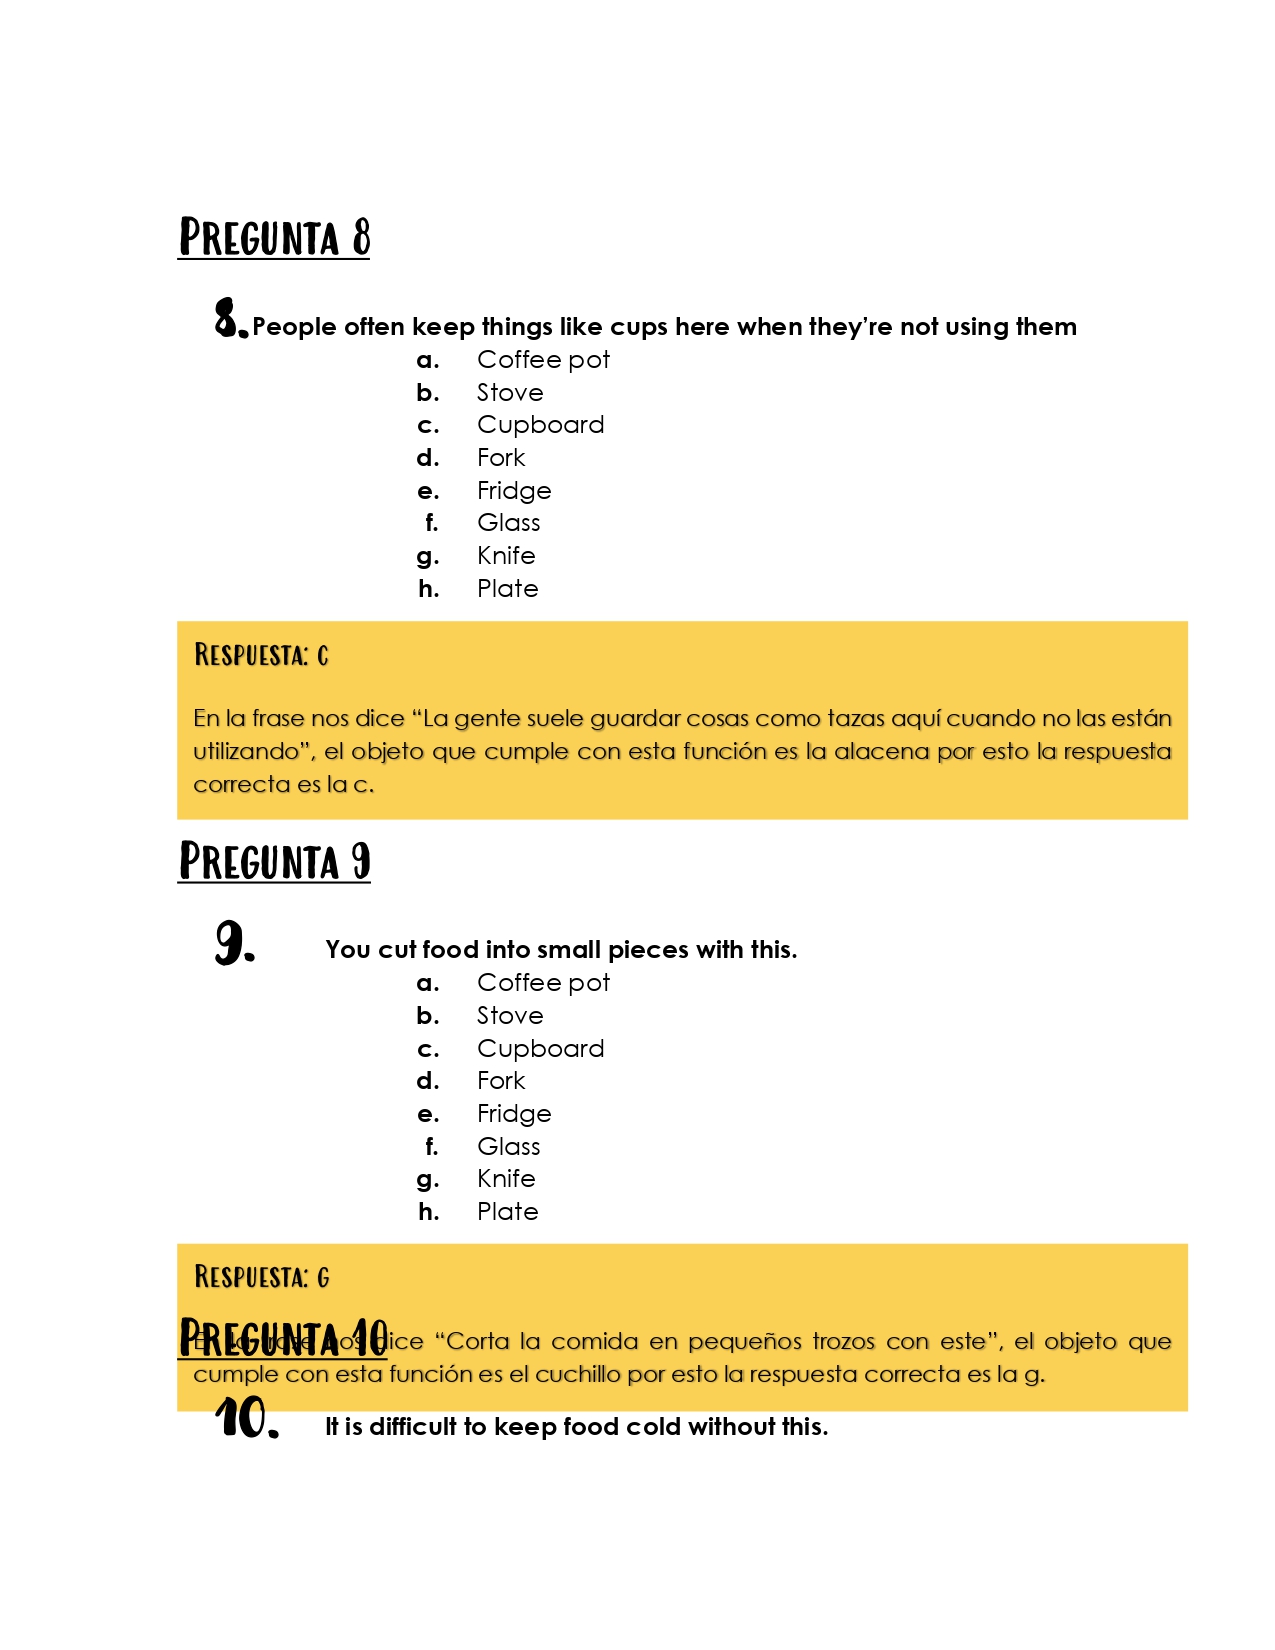 PREGUNTA 8
8. People often keep things like cups here when they’re not using them
a. Coffee pot
b. Stove
c. Cupboard
d. Fork
e. Fridge
f. Glass
g. Knife
h. Plate
RESPUESTA: C
En la frase nos dice “La gente suele guardar cosas como tazas aquí cuando no las están
utilizando”, el objeto que cumple con esta función es la alacena por esto la respuesta
correcta es la c.
PREGUNTA 9
9. You cut food into small pieces with this.
a. Coffee pot
b. Stove
c. Cupboard
d. Fork
e. Fridge
f. Glass
g. Knife
h. Plate
RESPUESTA: G
PREGUNTA 10
En la frase nos dice “Corta la comida en pequeños trozos con este”, el objeto que
cumple con esta función es el cuchillo por esto la respuesta correcta es la g.
10. It is difficult to keep food cold without this.